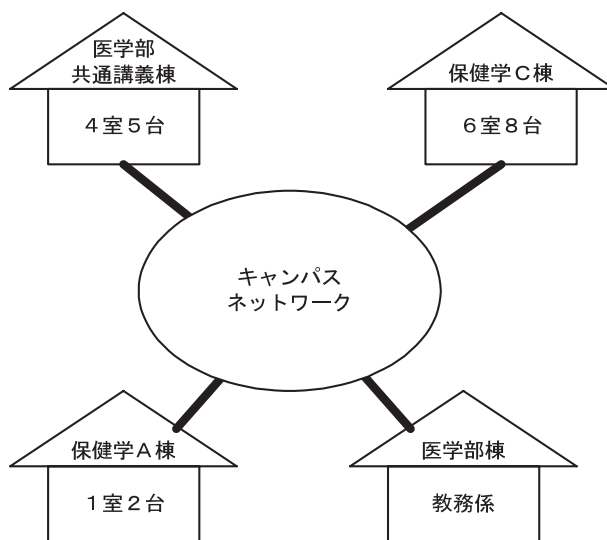 医学部
共通講義棟
4室5台
保健学C棟
6室8台
キャンパス
ネットワーク
保健学A棟
1室2台
医学部棟
教務係